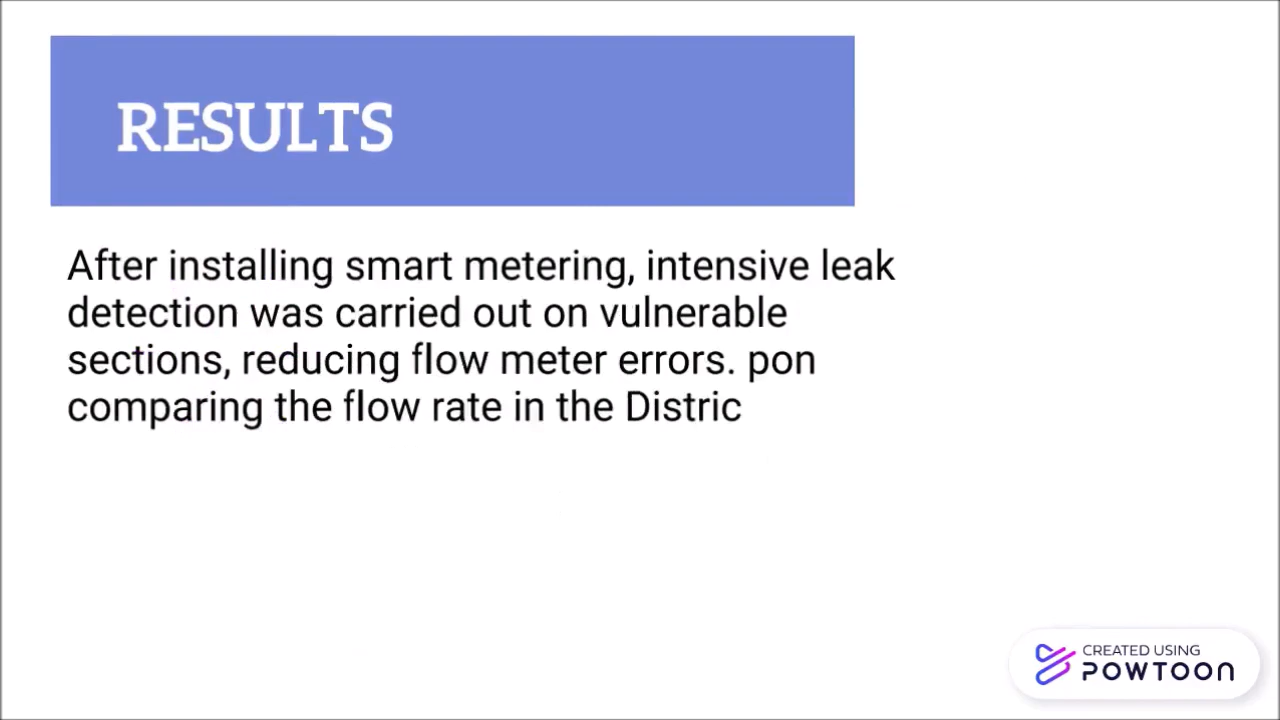 RESULTS
After installing smart metering, intensive leak
detection was carried out on vulnerable
sections, reducing flow meter errors. pon
comparing the flow rate in the Distric
CREATED USING
POWTOON